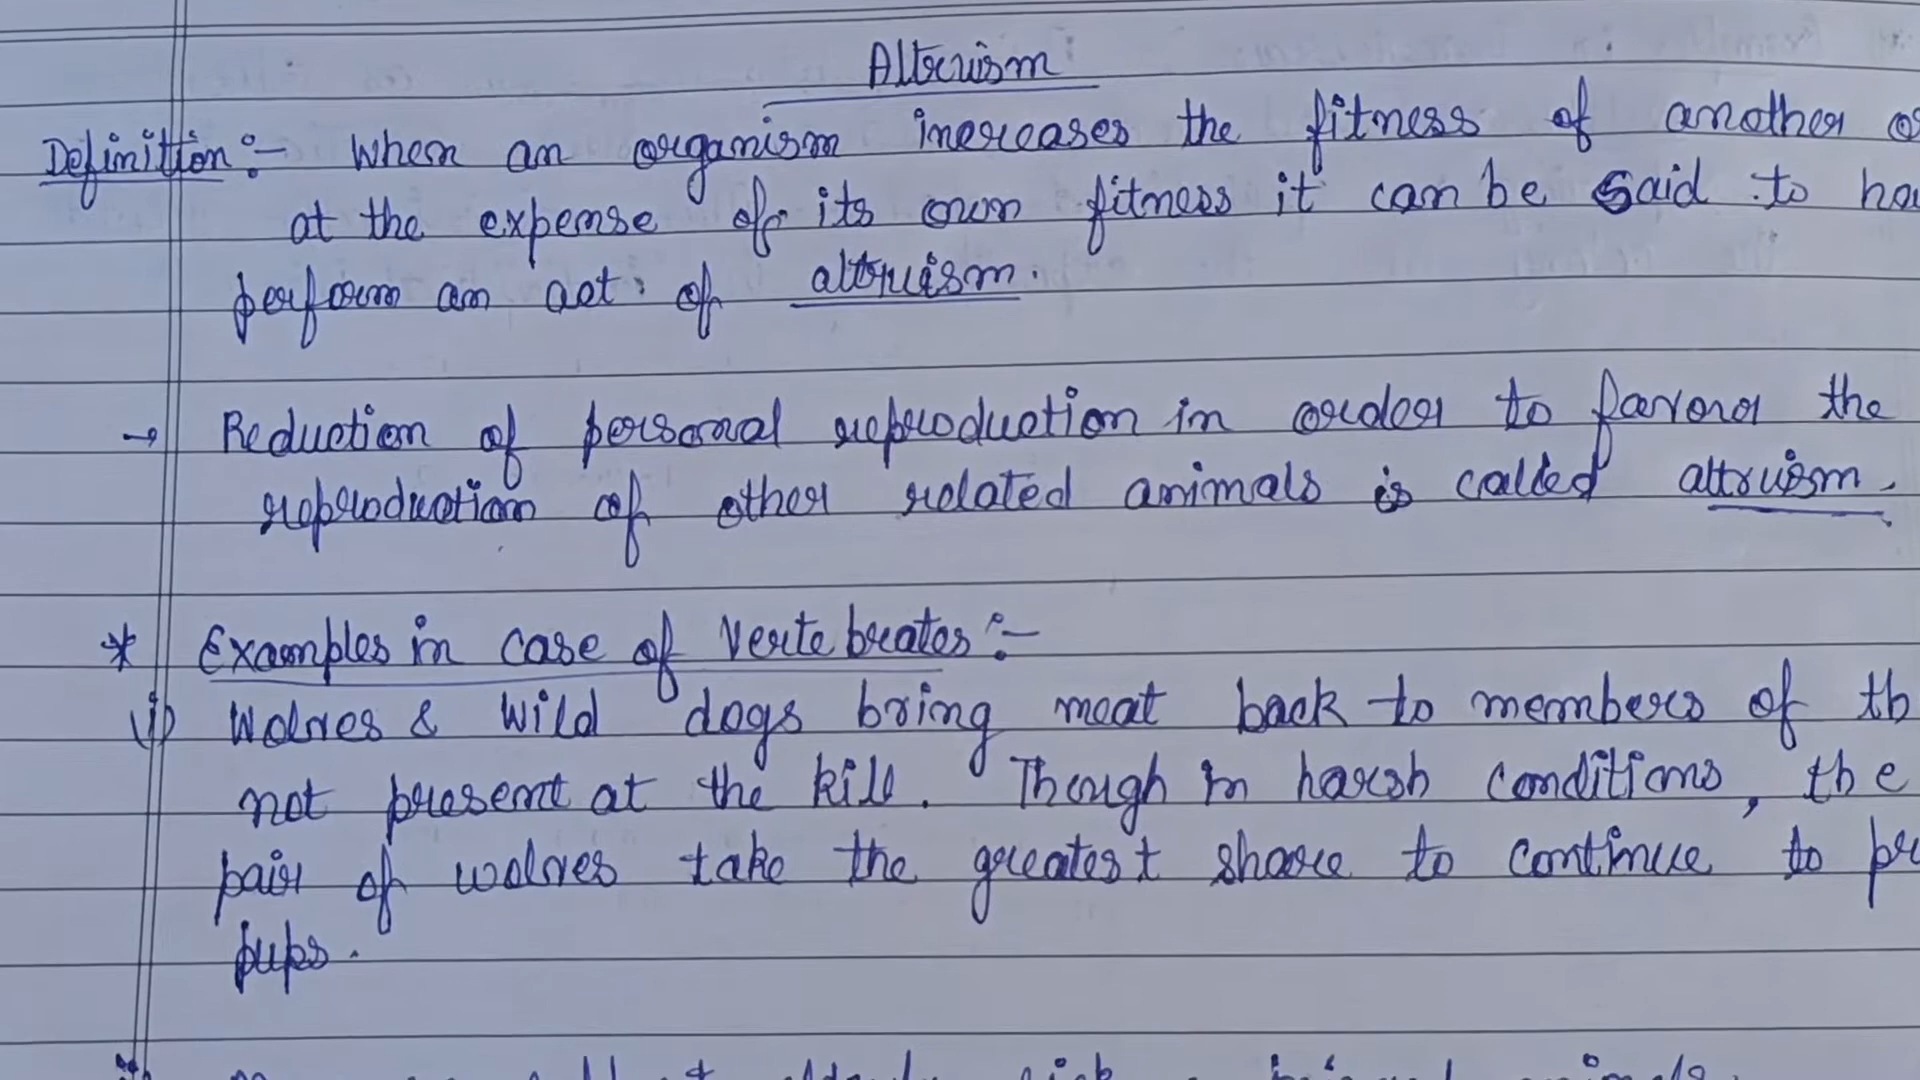 Altruism
Definition:- When an organism increases the fitness of another
at the expense of its own fitness it can be said to
perform an act of altruism.
→ Reduction of personal reproduction in order to favour the
reproduction of other related animals is called altruism.
* Examples in case of Vertebrates:-
i) Wolves & wild dogs bring meat back to members of
not present at the kill. Though in harsh conditions, the
pair of wolves take the greatest share to continue to
pups.